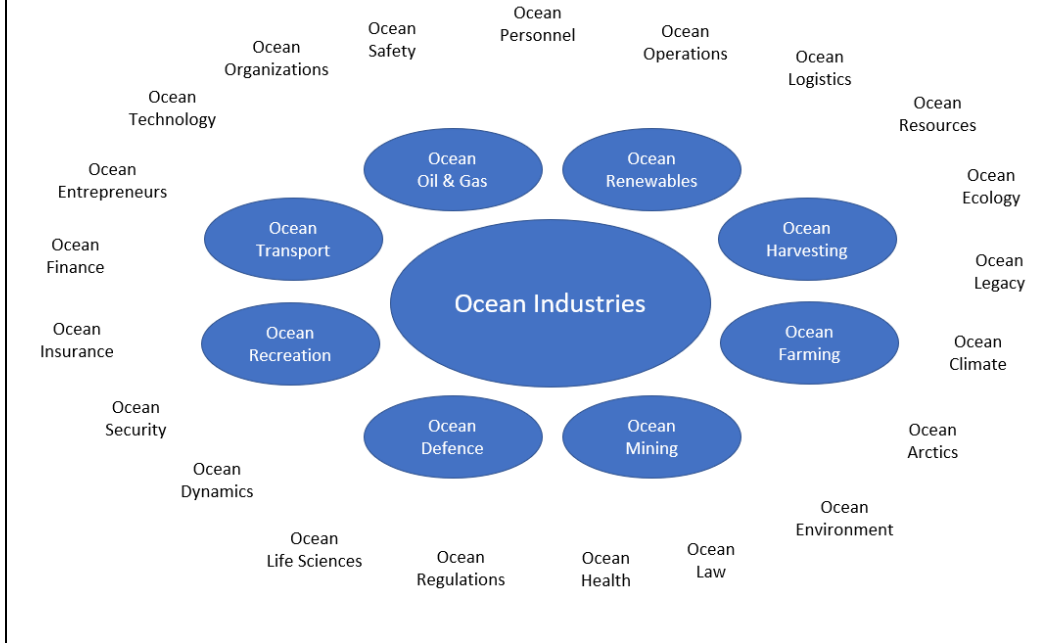 Ocean
Personnel
Ocean
Safety
Ocean
Operations
Ocean
Organizations
Ocean
Logistics
Ocean
Technology
Ocean
Resources
Ocean
Oil & Gas
Ocean
Renewables
Ocean
Entrepreneurs
Ocean
Ecology
Ocean
Transport
Ocean
Harvesting
Ocean
Finance
Ocean
Legacy
Ocean Industries
Ocean
Insurance
Ocean
Recreation
Ocean
Farming
Ocean
Climate
Ocean
Security
Ocean
Defence
Ocean
Mining
Ocean
Arctics
Ocean
Dynamics
Ocean
Environment
Ocean
Life Sciences
Ocean
Regulations
Ocean
Health
Ocean
Law